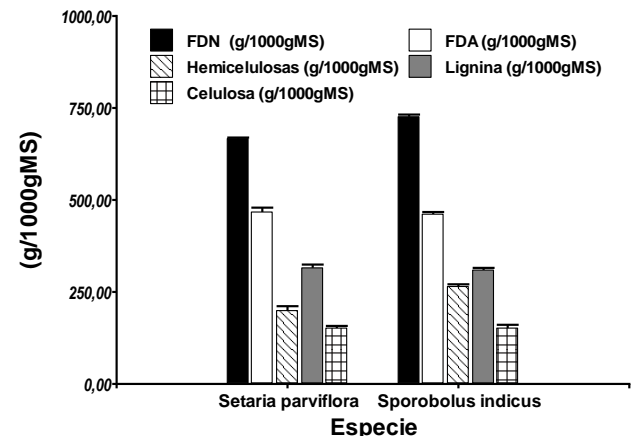 1000,00
FDN (g/1000gMS)
FDA (g/1000gMS)
Hemicelulosas (g/1000gMS)
Lignina (g/1000gMS)
Celulosa (g/1000gMS)
750,00
500,00
250,00
0,00
(g/1000gMS)
Setaria parviflora
Sporobolus indicus
Especie